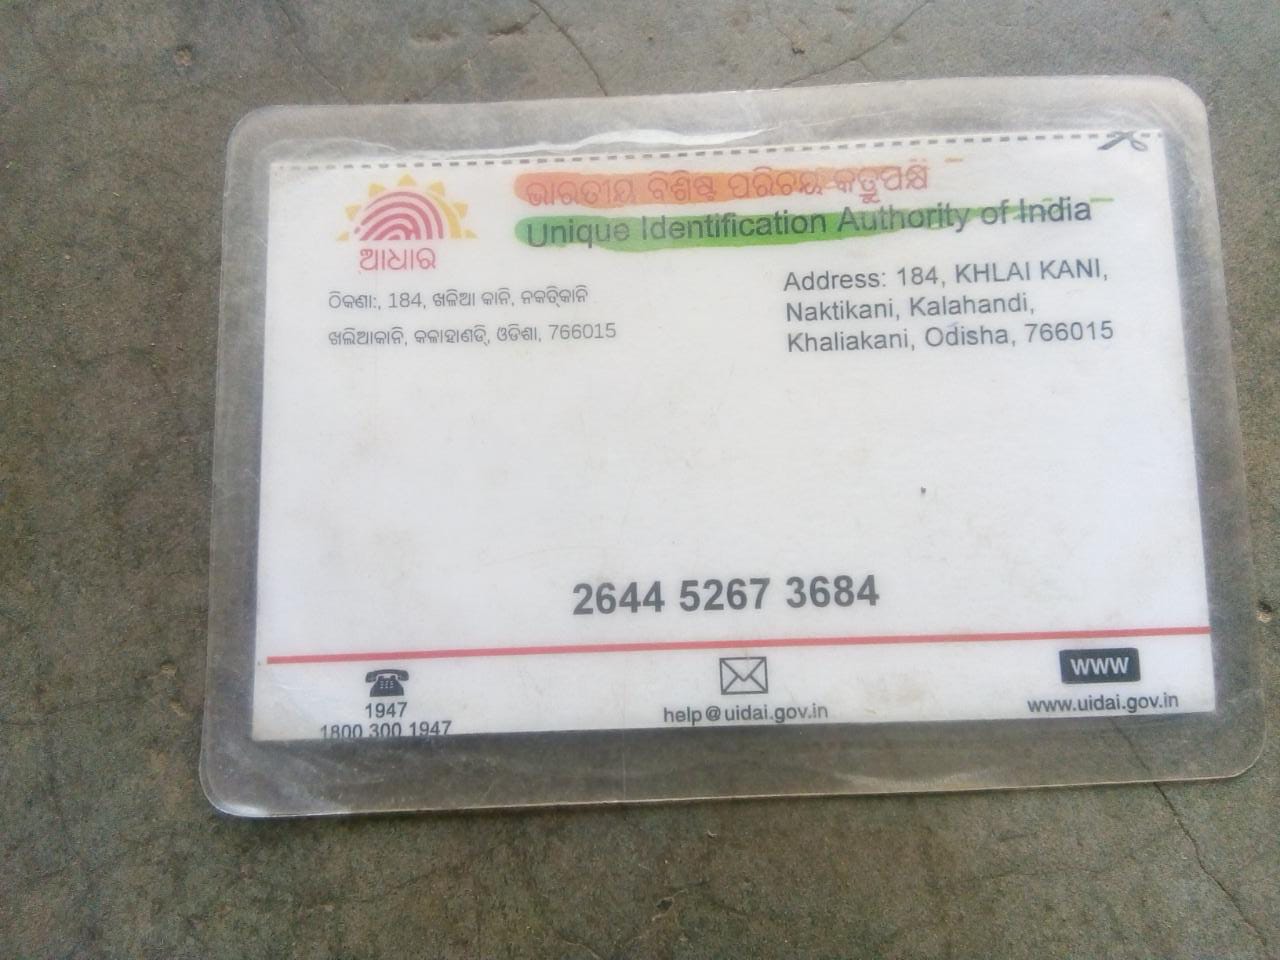 ଭାରତୀୟ ବିଶିଷ୍ଟ ପରିଚୟ କର୍ତ୍ତୃପକ୍ଷ
Unique Identification Authority of India
ଆଧାର
ଠିକଣା:, 184, ଖଳିଆ କାନି, ନକଟିକାନି
ଖଲିଆକାନି, କଳାହାଣ୍ଡି, ଓଡିଶା, 766015
Address: 184, KHLAI KANI,
Naktikani, Kalahandi,
Khaliakani, Odisha, 766015
2644 5267 3684
1947
1800 300 1947
help@uidai.gov.in
www
www.uidai.gov.in